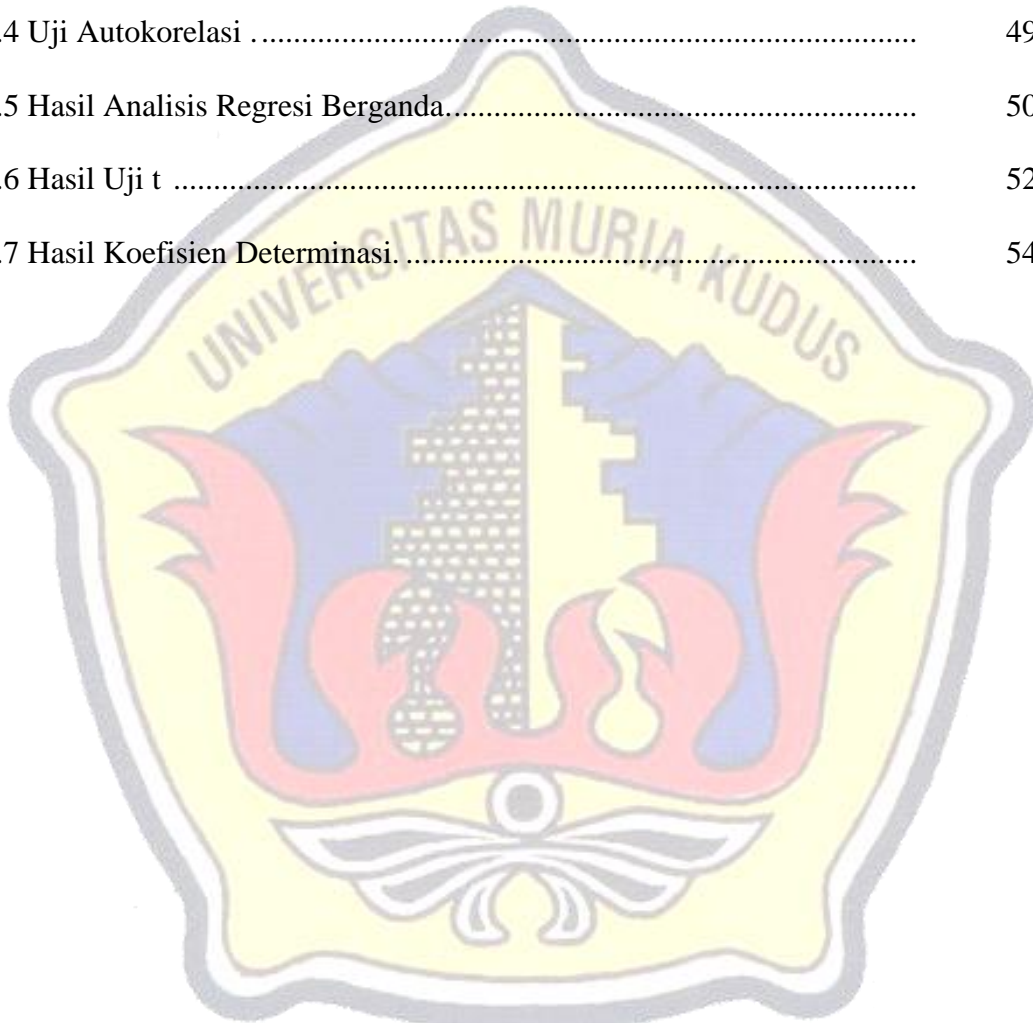 .4 Uji Autokorelasi . ........................................................................... 49
.5 Hasil Analisis Regresi Berganda........................................................ 50
.6 Hasil Uji t ........................................................................................ 52
.7 Hasil Koefisien Determinasi. ............................................................. 54
UNIVERSITAS MURIA KUDUS